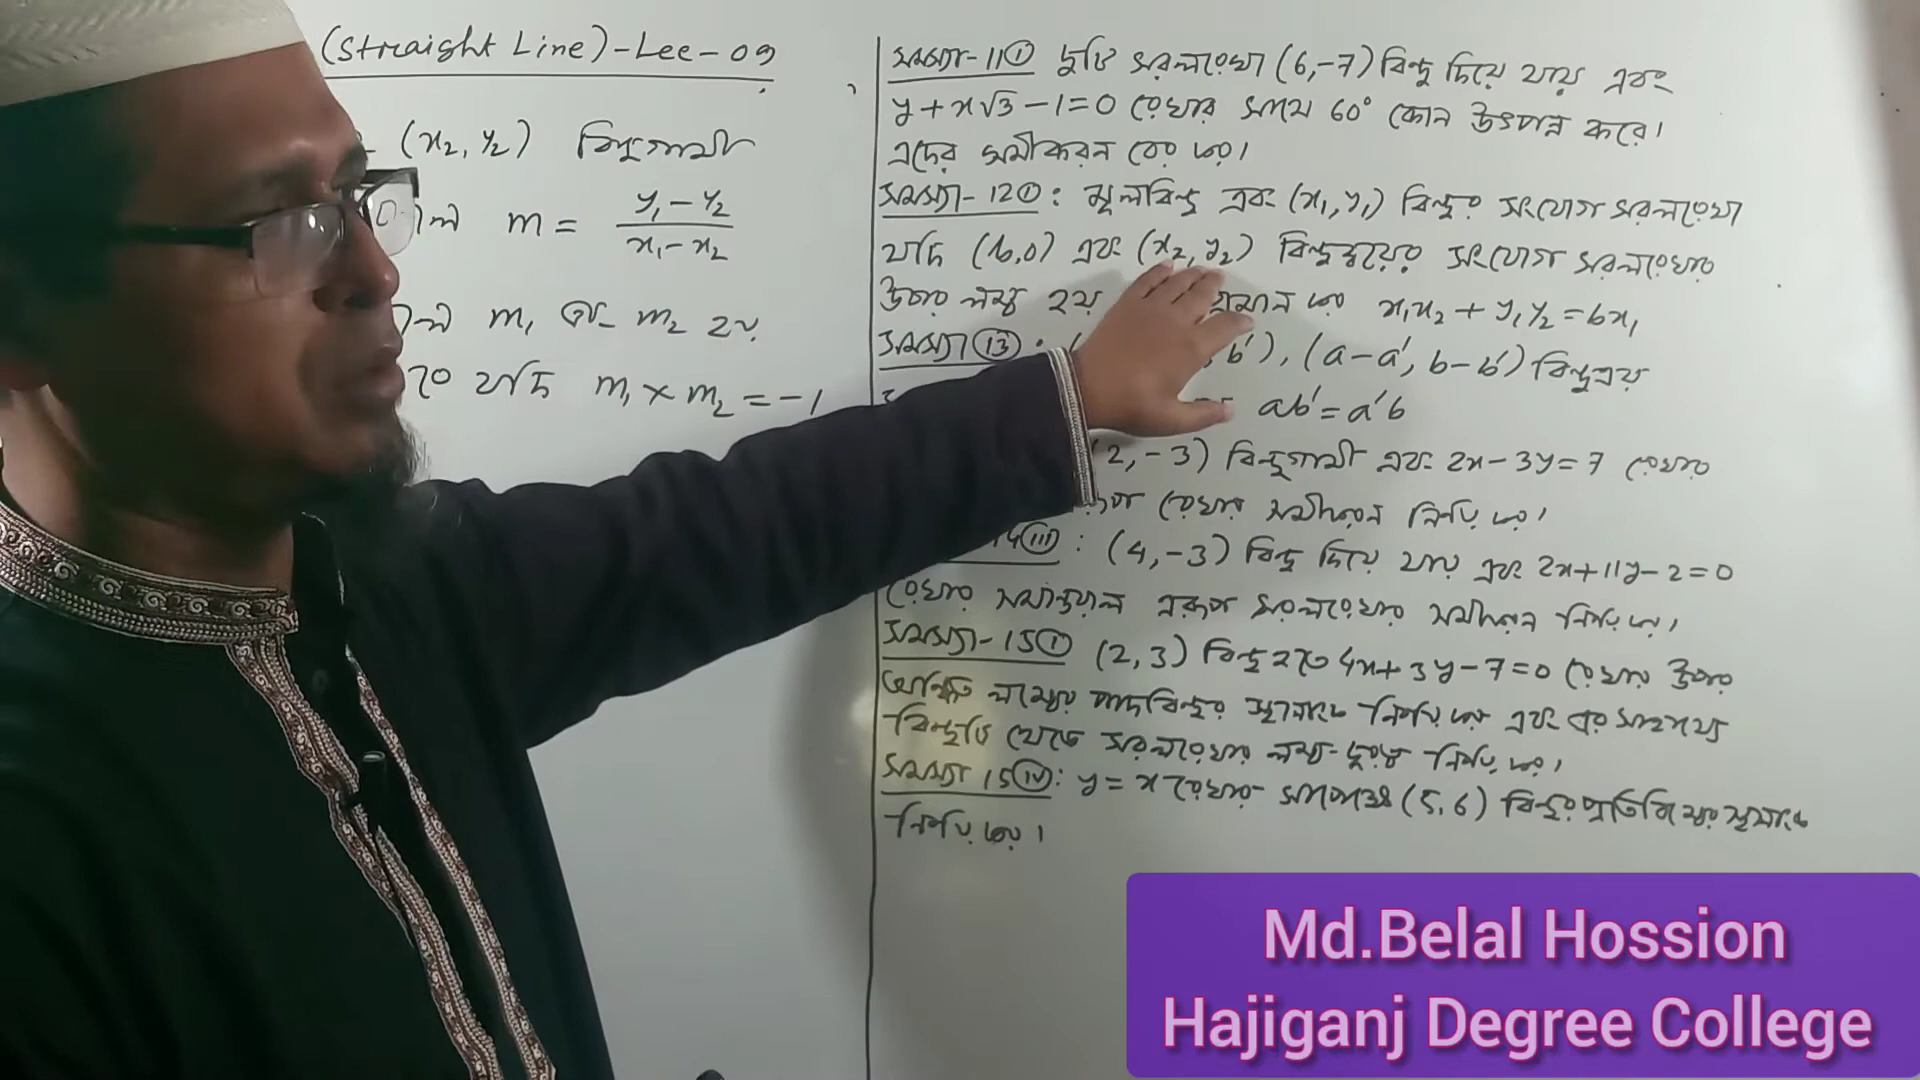 (Straight Line)-Lec-09
(x₂, y₂) বিন্দুগামী
m = (y₁ - y₂)/(x₁ - x₂)
m₁ m₂ হয়
যদি m₁ × m₂ = -1
সমস্যা-11(i) দুটি সরলরেখা (6,-7) বিন্দু দিয়ে যায় এবং
y + x√3 - 1 = 0 রেখার সাথে 60° কোন উৎপন্ন করে।
এদের সমীকরন বের কর।
সমস্যা-12(i): মূলবিন্দু এবং (x₁, y₁) বিন্দুর সংযোগ সরলরেখা
যদি (b,0) এবং (x₂, y₂) বিন্দুদ্বয়ের সংযোগ সরলরেখার
উপর লম্ব হয় কর x₁x₂ + y₁y₂ = bx₁
সমস্যা (13) : b'), (a-a', b-b') বিন্দুত্রয়
ab' = a'b
2, -3) বিন্দুগামী এবং 2x - 3y = 7 রেখার
রেখার সমীকরন নির্ণয় কর।
(iii) : (4, -3) বিন্দু দিয়ে যায় এবং 2x + 11y - 2 = 0
রেখার সমান্তরাল এরূপ সরলরেখার সমীকরন নির্ণয় কর।
সমস্যা-15(i) (2, 3) বিন্দু হতে 4x + 3y - 7 = 0 রেখার উপর
অঙ্কিত লম্বের পাদবিন্দুর স্থানাংক নির্ণয় কর এবং এর সাহায্যে
বিন্দুটি থেকে সরলরেখার লম্ব-দূরত্ব নির্ণয় কর।
সমস্যা 15(iv): y = x রেখার সাপেক্ষে (5, 6) বিন্দুর প্রতিবিম্বের স্থানাংক
নির্ণয় কর।
Md.Belal Hossion
Hajiganj Degree College